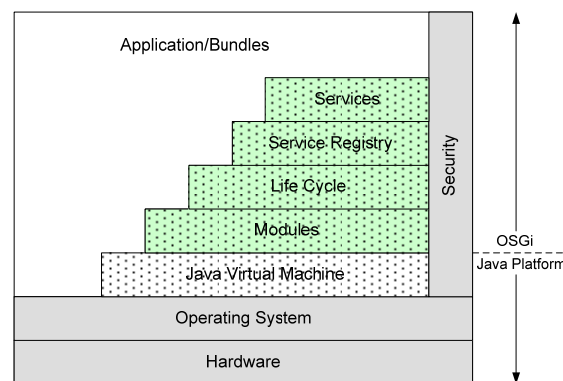 Application/Bundles
Services
Service Registry
Life Cycle
Modules
Java Virtual Machine
Operating System
Hardware
Security
OSGi
Java Platform